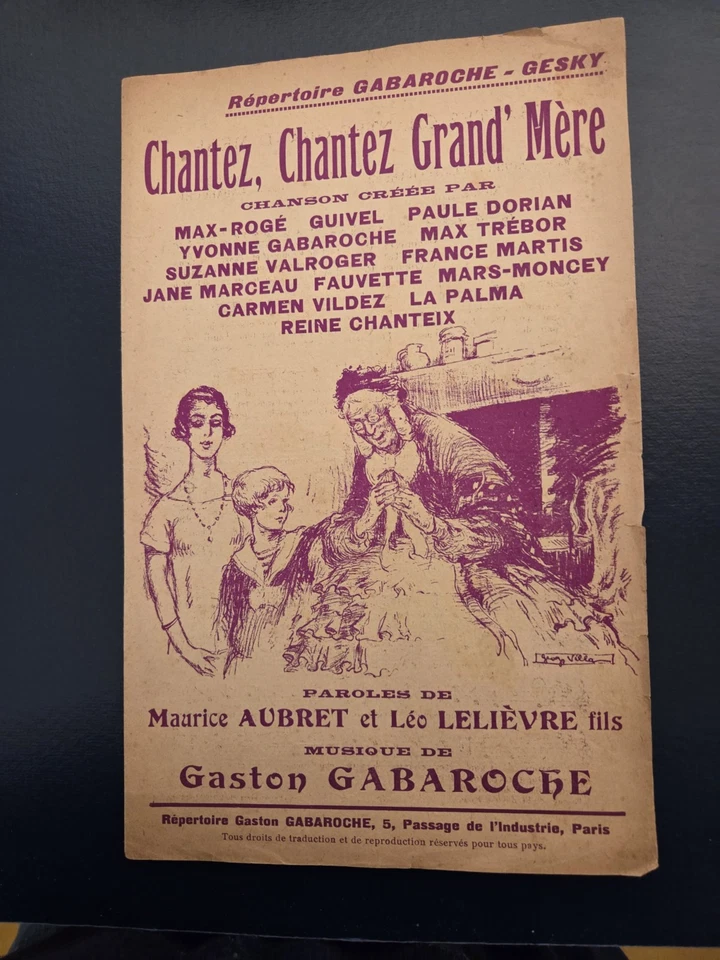 Répertoire GABAROCHE - GESKY
Chantez, Chantez Grand' Mère
CHANSON CRÉÉE PAR
MAX-ROGÉ GUIVEL PAULE DORIAN
YVONNE GABAROCHE MAX TRÉBOR
SUZANNE VALROGER FRANCE MARTIS
JANE MARCEAU FAUVETTE MARS-MONCEY
CARMEN VILDEZ LA PALMA
REINE CHANTEIX
PAROLES DE
Maurice AUBRET et Léo LELIÈVRE fils
MUSIQUE DE
Gaston GABAROCHE
Répertoire Gaston GABAROCHE, 5, Passage de l'Industrie, Paris
Tous droits de traduction et de reproduction réservés pour tous pays.